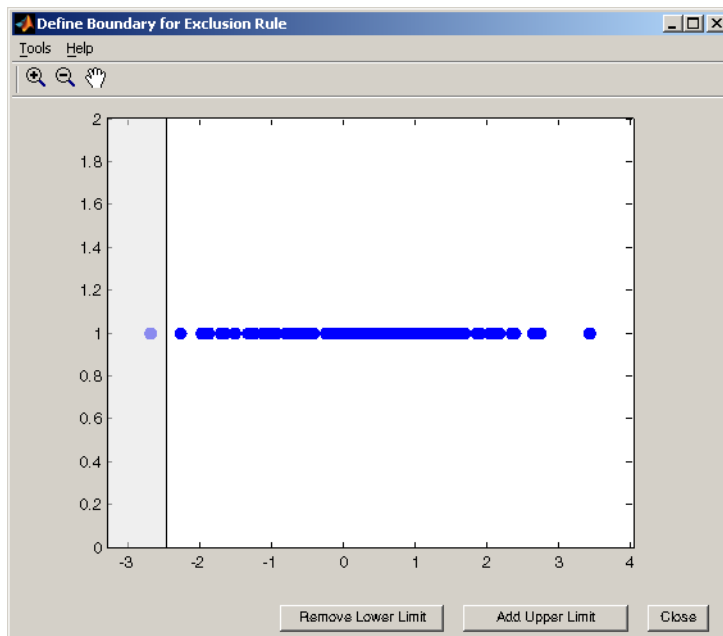 Define Boundary for Exclusion Rule
Tools Help
2
1.8
1.6
1.4
1.2
1
0.8
0.6
0.4
0.2
0
-3 -2 -1 0 1 2 3 4
Remove Lower Limit Add Upper Limit Close